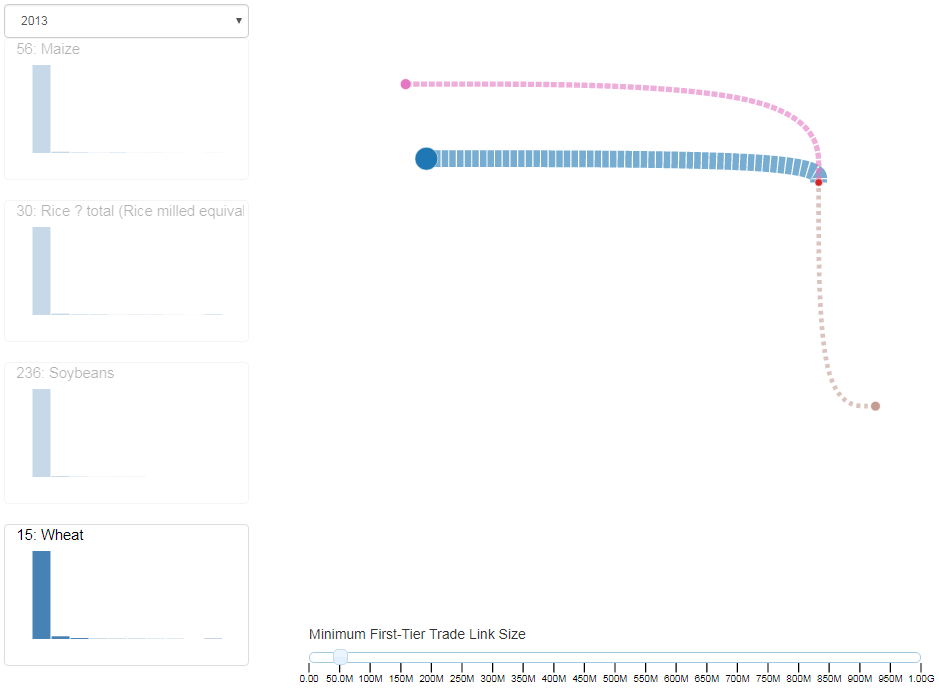 2013
56: Maize
30: Rice ? total (Rice milled equival
236: Soybeans
15: Wheat
Minimum First-Tier Trade Link Size
0.00 50.0M 100M 150M 200M 250M 300M 350M 400M 450M 500M 550M 600M 650M 700M 750M 800M 850M 900M 950M 1.00G